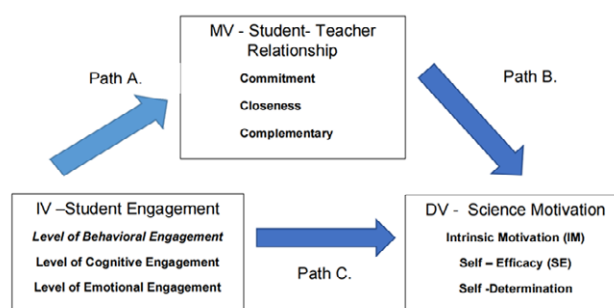 MV - Student- Teacher
Relationship
Commitment
Closeness
Complementary
Path A.
Path B.
IV –Student Engagement
Level of Behavioral Engagement
Level of Cognitive Engagement
Level of Emotional Engagement
Path C.
DV - Science Motivation
Intrinsic Motivation (IM)
Self – Efficacy (SE)
Self -Determination